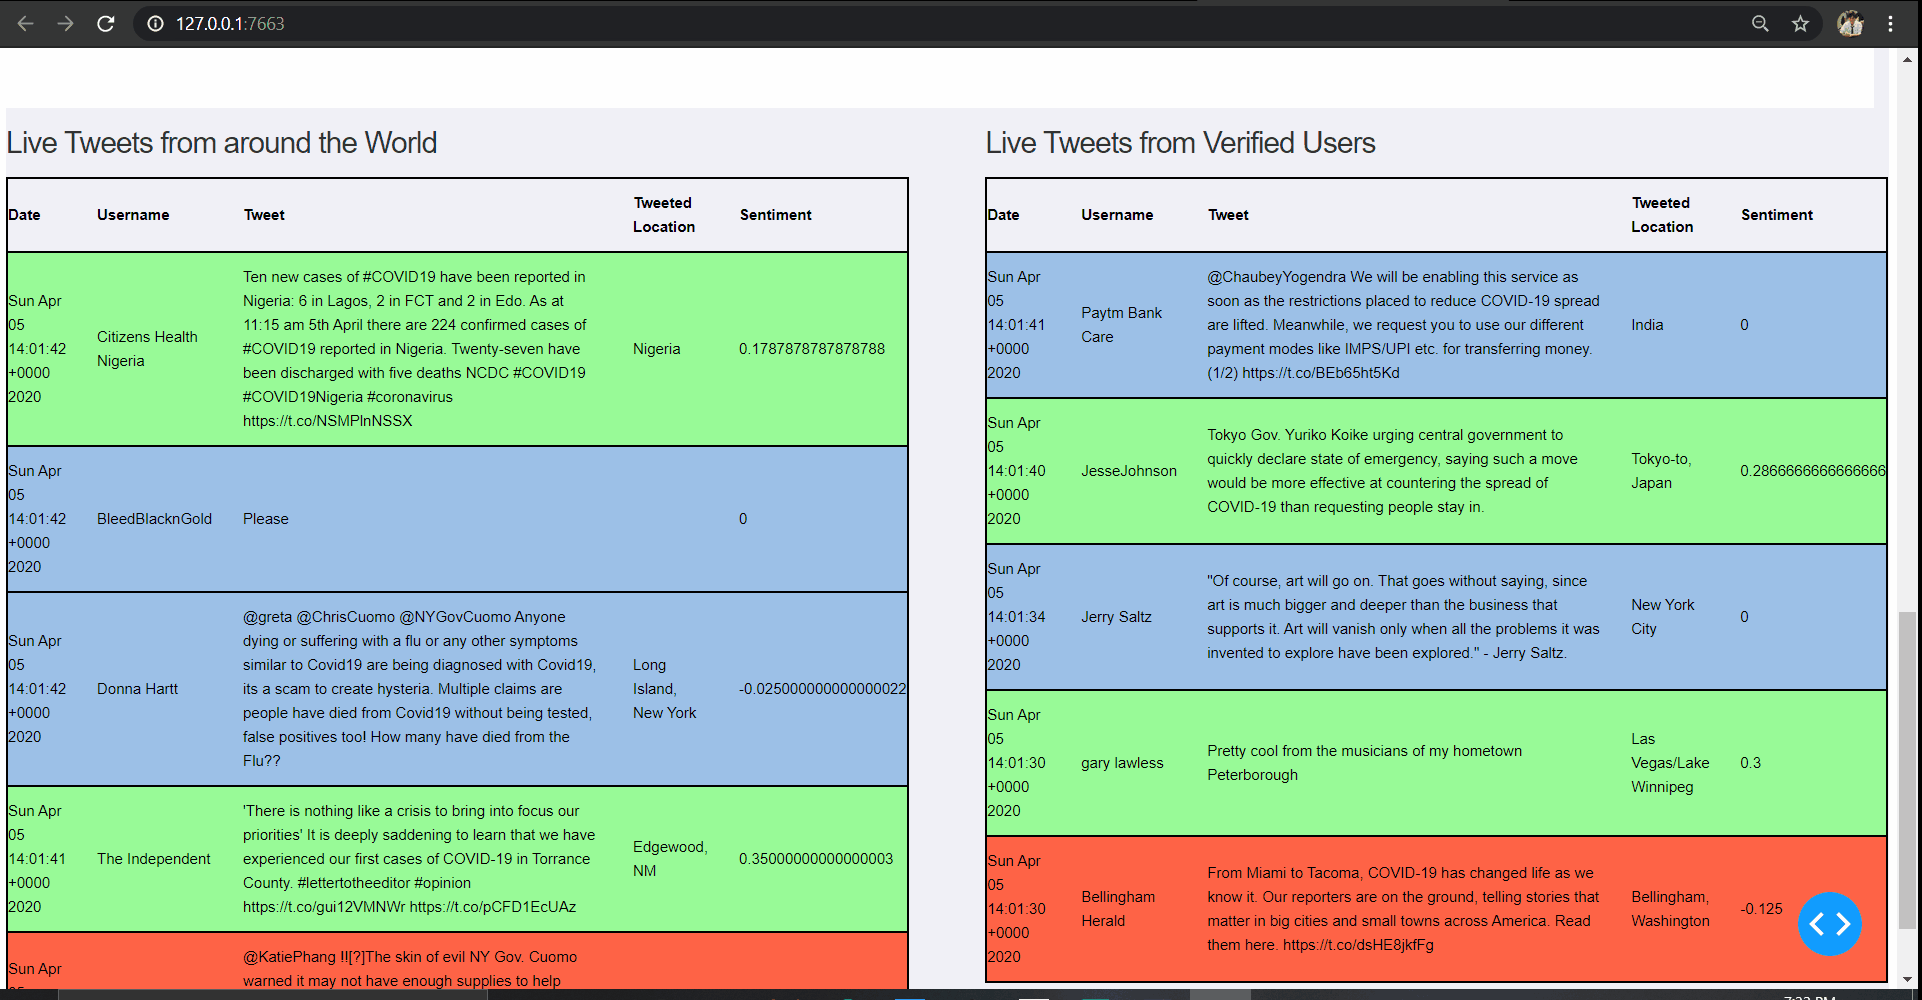 127.0.0.1:7663
Live Tweets from around the World
Date Username Tweet Tweeted Location Sentiment
Sun Apr
05
14:01:42
+0000
2020
Citizens Health
Nigeria
Ten new cases of #COVID19 have been reported in
Nigeria: 6 in Lagos, 2 in FCT and 2 in Edo. As at
11:15 am 5th April there are 224 confirmed cases of
#COVID19 reported in Nigeria. Twenty-seven have
been discharged with five deaths NCDC #COVID19
#COVID19Nigeria #coronavirus
https://t.co/NSMPlnNSSX
Nigeria
0.1787878787878788
Sun Apr
05
14:01:42
+0000
2020
BleedBlacknGold
Please
0
Sun Apr
05
14:01:42
+0000
2020
Donna Hartt
@greta @ChrisCuomo @NYGovCuomo Anyone
dying or suffering with a flu or any other symptoms
similar to Covid19 are being diagnosed with Covid19,
its a scam to create hysteria. Multiple claims are
people have died from Covid19 without being tested,
false positives too! How many have died from the
Flu??
Long
Island,
New York
-0.025000000000000022
Sun Apr
05
14:01:41
+0000
2020
The Independent
'There is nothing like a crisis to bring into focus our
priorities' It is deeply saddening to learn that we have
experienced our first cases of COVID-19 in Torrance
County. #lettertotheeditor #opinion
https://t.co/gui12VMNWr https://t.co/pCFD1EcUAz
Edgewood,
NM
0.35000000000000003
Sun Apr
@KatiePhang !![?]The skin of evil NY Gov. Cuomo
warned it may not have enough supplies to help
Live Tweets from Verified Users
Date Username Tweet Tweeted Location Sentiment
Sun Apr
05
14:01:41
+0000
2020
Paytm Bank
Care
@ChaubeyYogendra We will be enabling this service as
soon as the restrictions placed to reduce COVID-19 spread
are lifted. Meanwhile, we request you to use our different
payment modes like IMPS/UPI etc. for transferring money.
(1/2) https://t.co/BEb65ht5Kd
India
0
Sun Apr
05
14:01:40
+0000
2020
JesseJohnson
Tokyo Gov. Yuriko Koike urging central government to
quickly declare state of emergency, saying such a move
would be more effective at countering the spread of
COVID-19 than requesting people stay in.
Tokyo-to,
Japan
0.2866666666666666
Sun Apr
05
14:01:34
+0000
2020
Jerry Saltz
"Of course, art will go on. That goes without saying, since
art is much bigger and deeper than the business that
supports it. Art will vanish only when all the problems it was
invented to explore have been explored." - Jerry Saltz.
New York
City
0
Sun Apr
05
14:01:30
+0000
2020
gary lawless
Pretty cool from the musicians of my hometown
Peterborough
Las
Vegas/Lake
Winnipeg
0.3
Sun Apr
05
14:01:30
+0000
2020
Bellingham
Herald
From Miami to Tacoma, COVID-19 has changed life as we
know it. Our reporters are on the ground, telling stories that
matter in big cities and small towns across America. Read
them here. https://t.co/dsHE8jkfFg
Bellingham,
Washington
-0.125